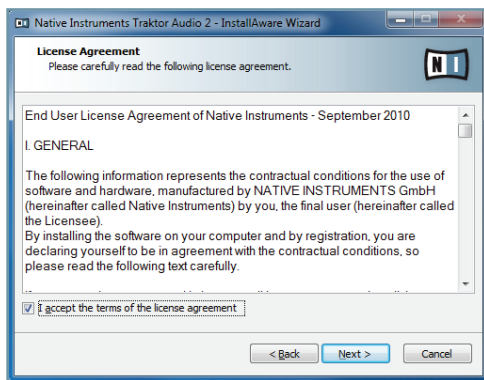 Native Instruments Traktor Audio 2 - InstallAware Wizard
License Agreement
Please carefully read the following license agreement.
NI
End User License Agreement of Native Instruments - September 2010
I. GENERAL
The following information represents the contractual conditions for the use of
software and hardware, manufactured by NATIVE INSTRUMENTS GmbH
(hereinafter called Native Instruments) by you, the final user (hereinafter called
the Licensee).
By installing the software on your computer and by registration, you are
declaring yourself to be in agreement with the contractual conditions, so
please read the following text carefully.
I accept the terms of the license agreement
< Back Next > Cancel